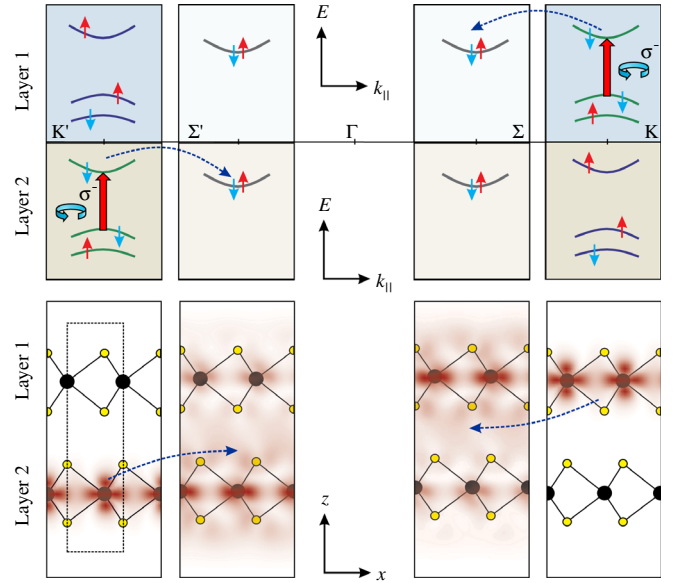 Layer 1
E
k||
σ-
K'
Σ'
Γ
Σ
K
Layer 2
σ-
E
k||
Layer 1
Layer 2
z
x